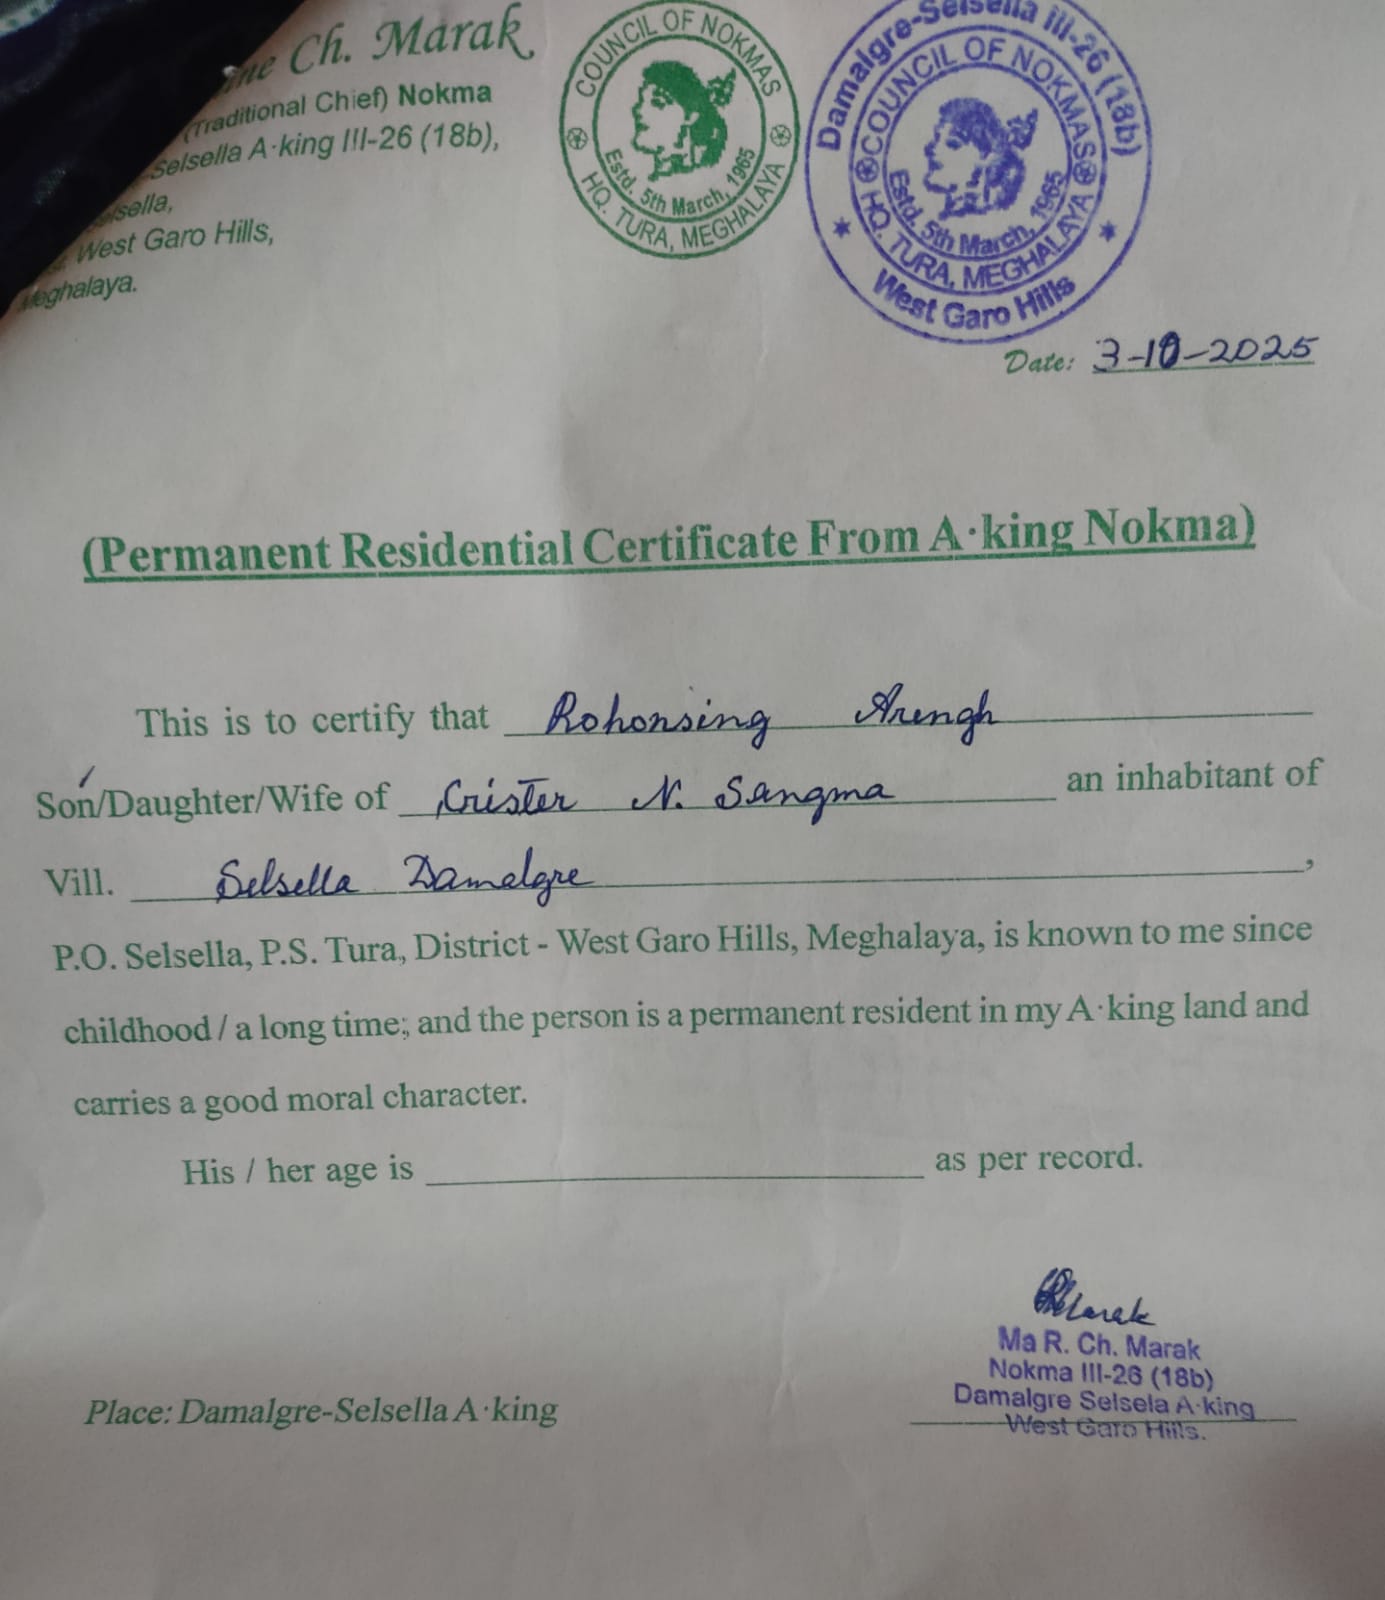 Ch. Marak
(Traditional Chief) Nokma
Selsella A·king III-26 (18b),
Selsella,
West Garo Hills,
Meghalaya.
COUNCIL OF NOKMAS
Estd. 5th March, 1965
HQ. TURA, MEGHALAYA
Damalgre-Selsella III-26 (18b)
COUNCIL OF NOKMAS
Estd. 5th March, 1965
HQ. TURA, MEGHALAYA
West Garo Hills
Date: 3-10-2025
(Permanent Residential Certificate From A·king Nokma)
This is to certify that Rohonsing Arengh
Son/Daughter/Wife of Crister N. Sangma an inhabitant of
Vill. Selsella Damalgre,
P.O. Selsella, P.S. Tura, District - West Garo Hills, Meghalaya, is known to me since
childhood / a long time; and the person is a permanent resident in my A·king land and
carries a good moral character.
His / her age is as per record.
Marak
Ma R. Ch. Marak
Nokma III-26 (18b)
Damalgre Selsela A·king
West Garo Hills.
Place: Damalgre-Selsella A·king